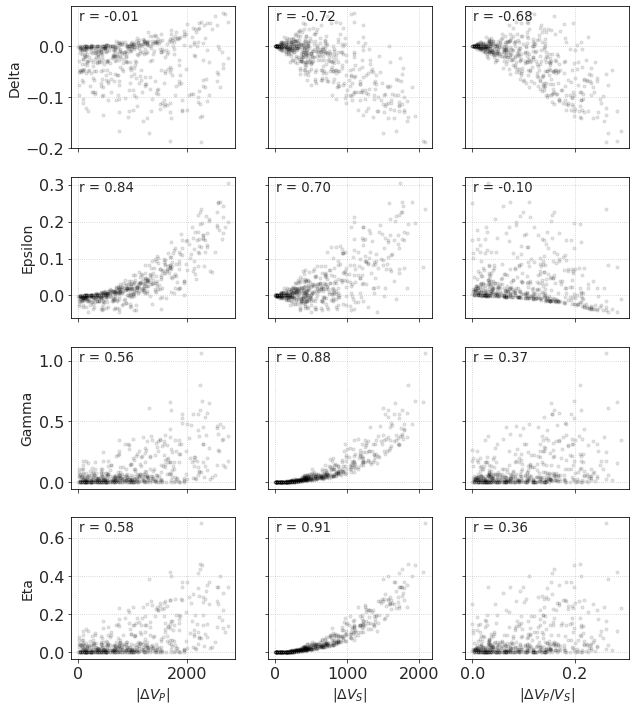 r = -0.01
r = -0.72
r = -0.68
0.0
−0.1
−0.2
Delta
r = 0.84
r = 0.70
r = -0.10
0.3
0.2
0.1
0.0
Epsilon
r = 0.56
r = 0.88
r = 0.37
1.0
0.5
0.0
Gamma
r = 0.58
r = 0.91
r = 0.36
0.6
0.4
0.2
0.0
Eta
0 2000
0 1000 2000
0.0 0.2
|ΔV_P|
|ΔV_S|
|ΔV_P/V_S|